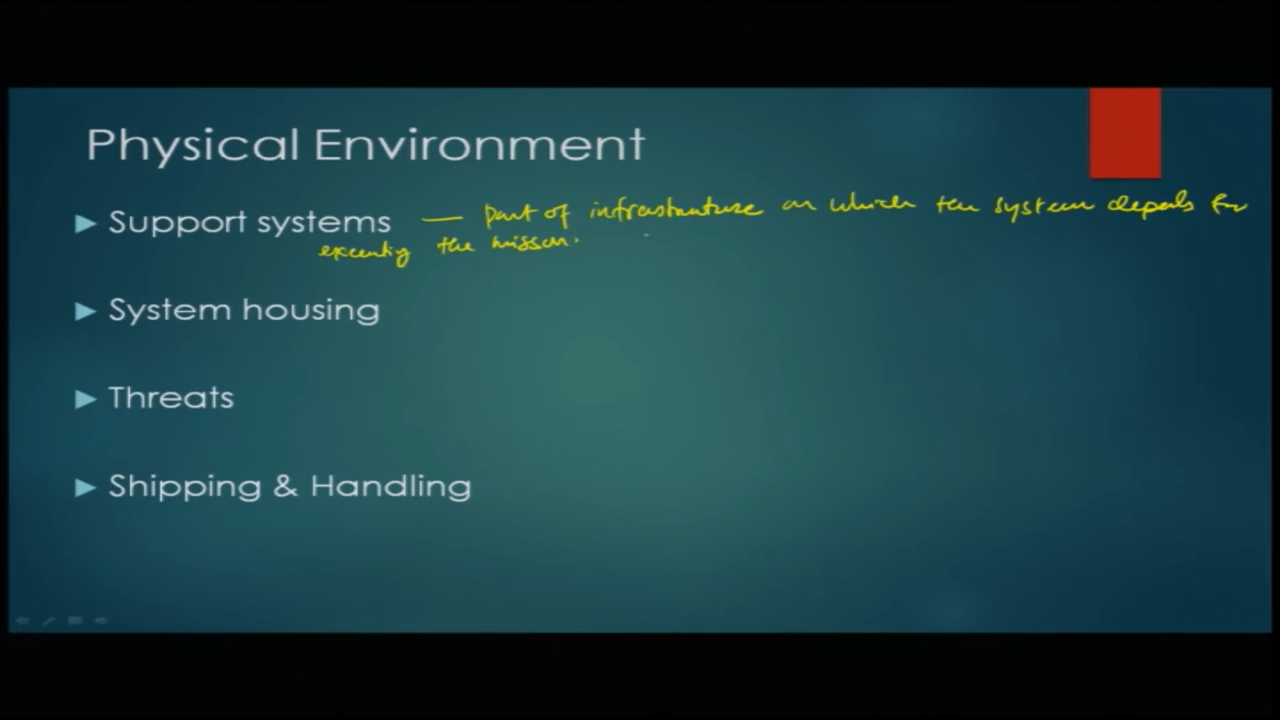 Physical Environment
Support systems — part of infrastructure on which the system depends for
executing the mission.
System housing
Threats
Shipping & Handling